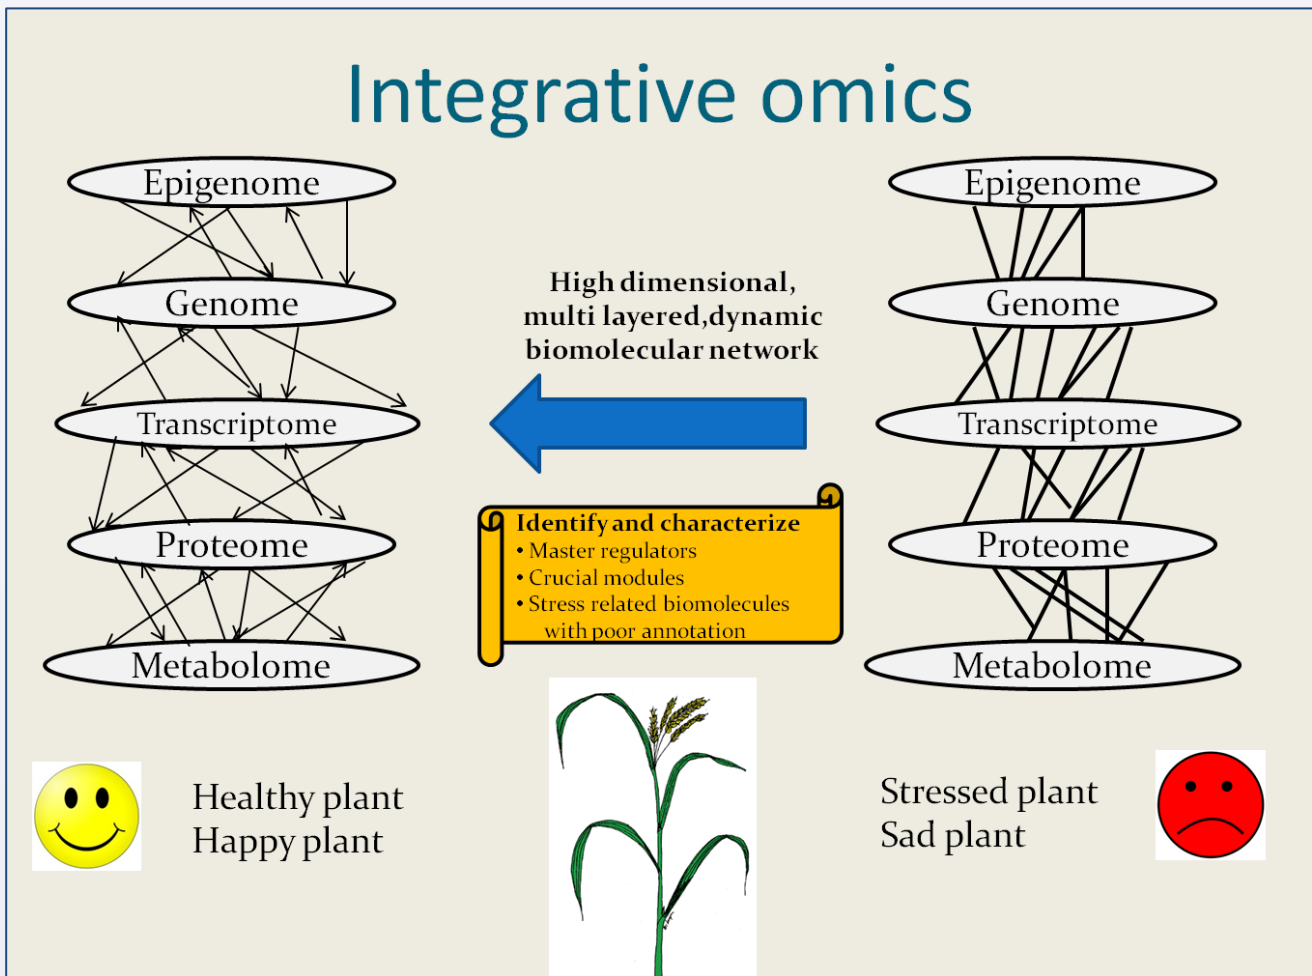 Integrative omics
Epigenome
Genome
Transcriptome
Proteome
Metabolome
Healthy plant
Happy plant
High dimensional,
multi layered,dynamic
biomolecular network
Identify and characterize
• Master regulators
• Crucial modules
• Stress related biomolecules
with poor annotation
Epigenome
Genome
Transcriptome
Proteome
Metabolome
Stressed plant
Sad plant